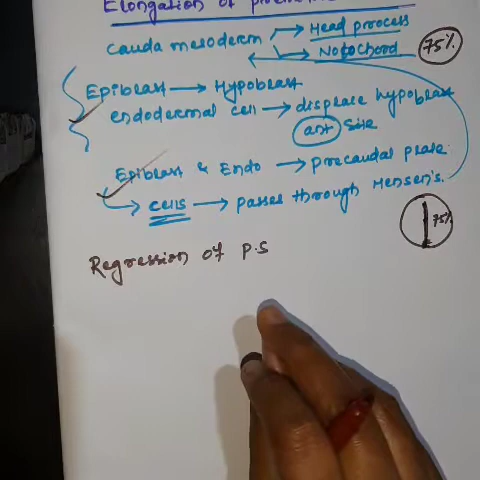 Elongation of
Cauda mesoderm → Head process
→ Notochord 75%
Epiblast → Hypoblast
endodermal cell → displace hypoblast
ant side
Epiblast & Endo → precaudal plate
→ cells → passes through Hensen's.
75%
Regression of P.S